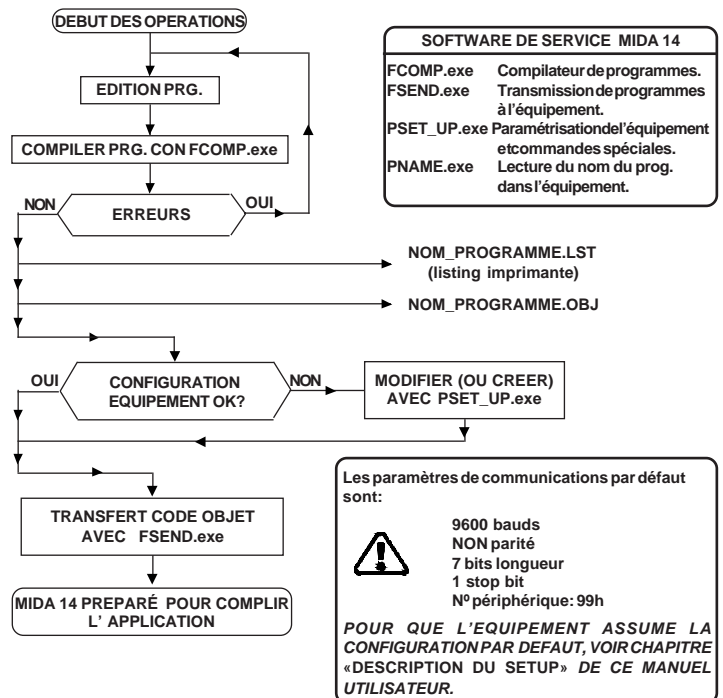 DEBUT DES OPERATIONS
EDITION PRG.
COMPILER PRG. CON FCOMP.exe
NON
ERREURS
OUI
SOFTWARE DE SERVICE MIDA 14
FCOMP.exe Compilateur de programmes.
FSEND.exe Transmission de programmes
à l'équipement.
PSET_UP.exe Paramétrisation de l'équipement
et commandes spéciales.
PNAME.exe Lecture du nom du prog.
dans l'équipement.
NOM_PROGRAMME.LST
(listing imprimante)
NOM_PROGRAMME.OBJ
OUI
CONFIGURATION
EQUIPEMENT OK?
NON
MODIFIER (OU CREER)
AVEC PSET_UP.exe
TRANSFERT CODE OBJET
AVEC FSEND.exe
MIDA 14 PREPARÉ POUR COMPLIR
L' APPLICATION
Les paramètres de communications par défaut
sont:
9600 bauds
NON parité
7 bits longueur
1 stop bit
Nº périphérique: 99h
POUR QUE L'EQUIPEMENT ASSUME LA
CONFIGURATION PAR DEFAUT, VOIR CHAPITRE
«DESCRIPTION DU SETUP» DE CE MANUEL
UTILISATEUR.